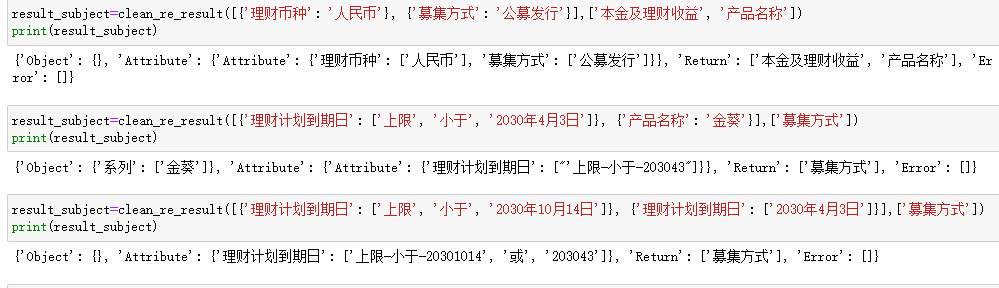 result_subject=clean_re_result([{'理财币种': '人民币'}, {'募集方式': '公募发行'}],['本金及理财收益', '产品名称'])
print(result_subject)
{'Object': {}, 'Attribute': {'Attribute': {'理财币种': ['人民币'], '募集方式': ['公募发行']}}, 'Return': ['本金及理财收益', '产品名称'], 'Er
ror': []}
result_subject=clean_re_result([{'理财计划到期日': ['上限', '小于', '2030年4月3日']}, {'产品名称': '金葵'}],['募集方式'])
print(result_subject)
{'Object': {'系列': ['金葵']}, 'Attribute': {'Attribute': {'理财计划到期日': ["'上限-小于-203043"]}}, 'Return': ['募集方式'], 'Error': []}
result_subject=clean_re_result([{'理财计划到期日': ['上限', '小于', '2030年10月14日']}, {'理财计划到期日': ['2030年4月3日']}],['募集方式'])
print(result_subject)
{'Object': {}, 'Attribute': {'理财计划到期日': ['上限-小于-20301014', '或', '203043']}, 'Return': ['募集方式'], 'Error': []}